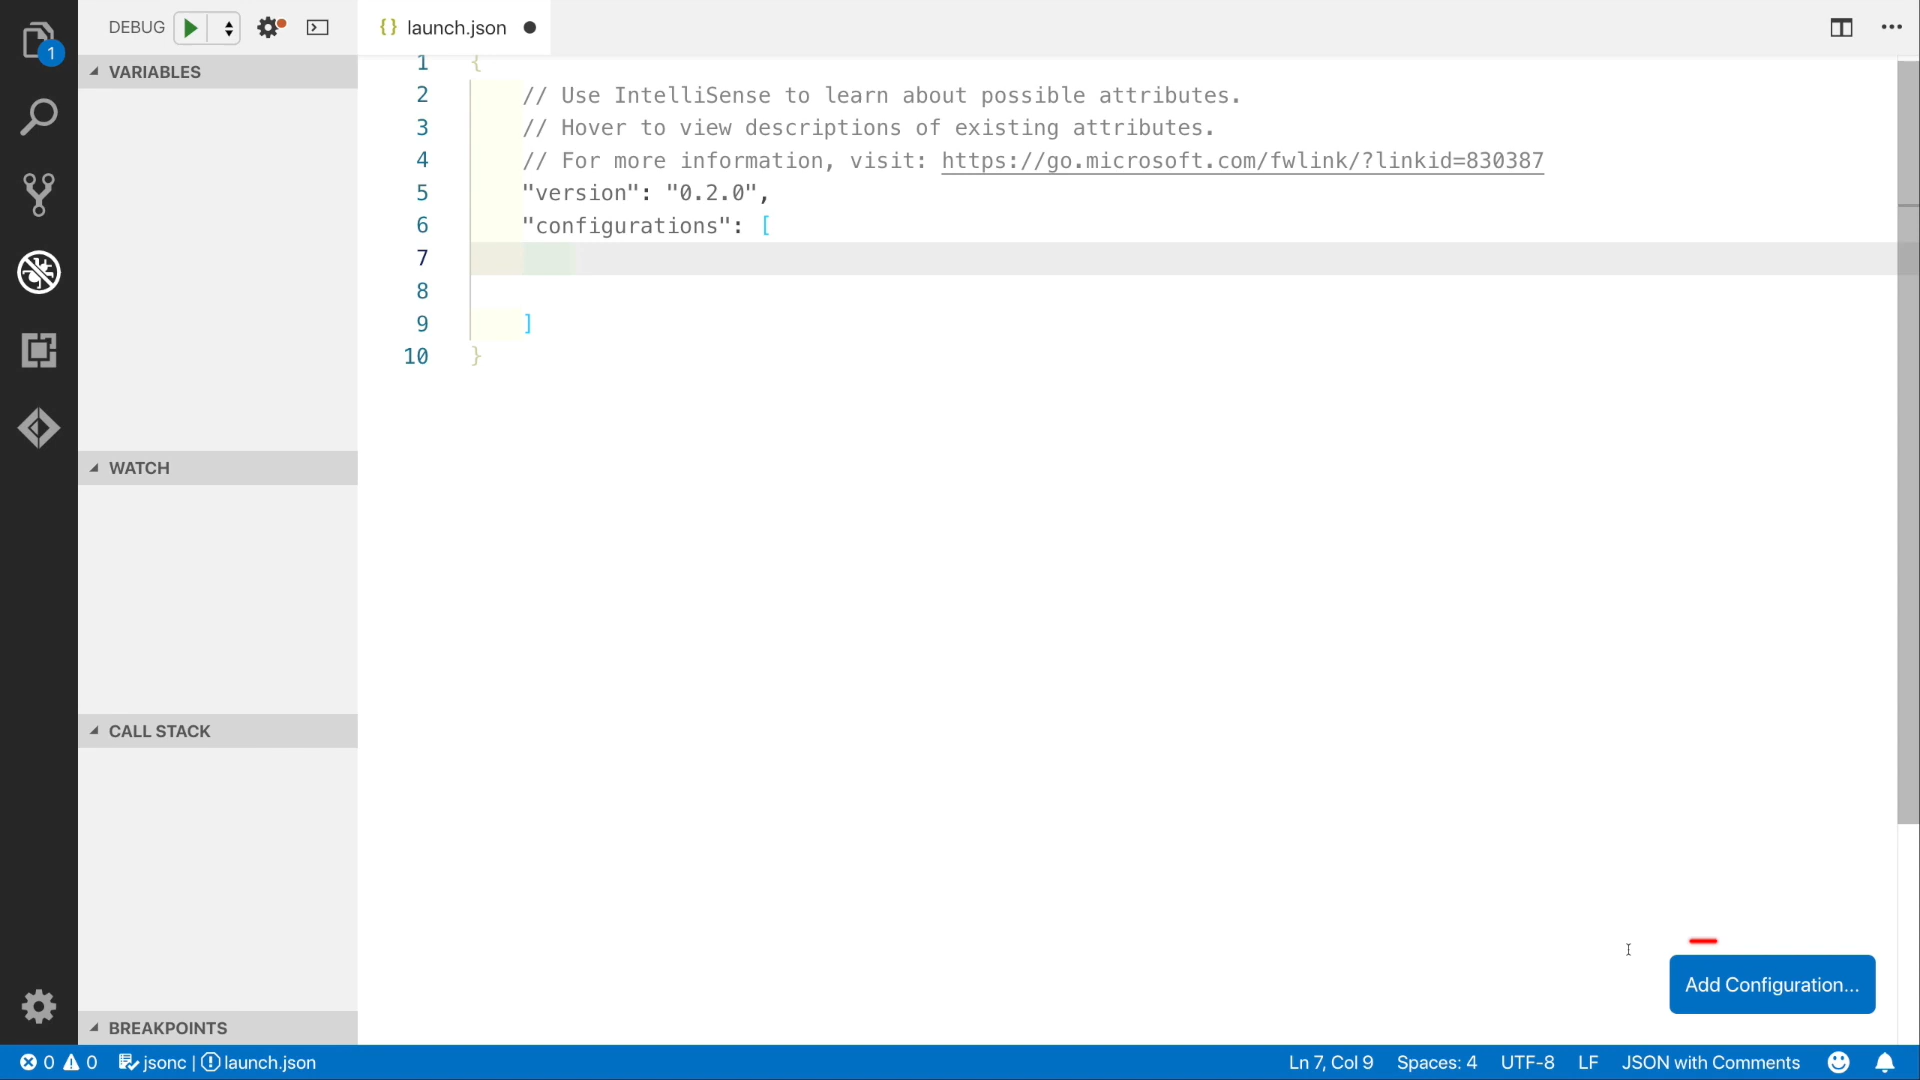 DEBUG
{} launch.json
1
VARIABLES
1 {
2 // Use IntelliSense to learn about possible attributes.
3 // Hover to view descriptions of existing attributes.
4 // For more information, visit: https://go.microsoft.com/fwlink/?linkid=830387
5 "version": "0.2.0",
6 "configurations": [
7
8
9 ]
10 }
WATCH
CALL STACK
Add Configuration...
BREAKPOINTS
0 0 jsonc | launch.json Ln 7, Col 9 Spaces: 4 UTF-8 LF JSON with Comments